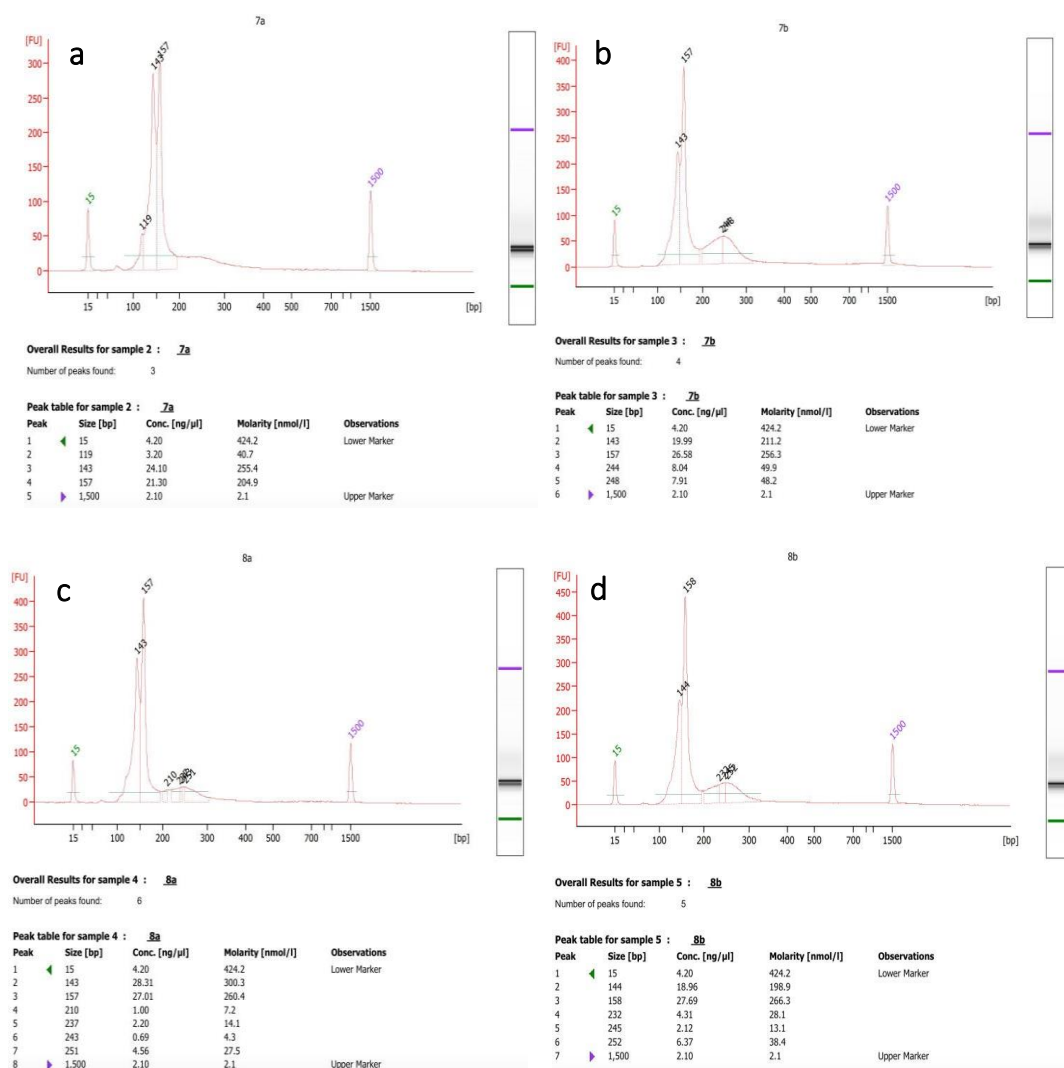 7a
[FU]
a
300
250
200
150
100
50
0
15
119
143
157
1500
15 100 200 300 400 500 700 1500 [bp]
Overall Results for sample 2 : 7a
Number of peaks found: 3
Peak table for sample 2 : 7a
Peak Size [bp] Conc. [ng/µl] Molarity [nmol/l] Observations
1 15 4.20 424.2 Lower Marker
2 119 3.20 40.7
3 143 24.10 255.4
4 157 21.30 204.9
5 1,500 2.10 2.1 Upper Marker
7b
[FU]
b
400
350
300
250
200
150
100
50
0
15
143
157
248
1500
15 100 200 300 400 500 700 1500 [bp]
Overall Results for sample 3 : 7b
Number of peaks found: 4
Peak table for sample 3 : 7b
Peak Size [bp] Conc. [ng/µl] Molarity [nmol/l] Observations
1 15 4.20 424.2 Lower Marker
2 143 19.99 211.2
3 157 26.58 256.3
4 244 8.04 49.9
5 248 7.91 48.2
6 1,500 2.10 2.1 Upper Marker
8a
[FU]
c
400
350
300
250
200
150
100
50
0
15
143
157
210
251
1500
15 100 200 300 400 500 700 1500 [bp]
Overall Results for sample 4 : 8a
Number of peaks found: 6
Peak table for sample 4 : 8a
Peak Size [bp] Conc. [ng/µl] Molarity [nmol/l] Observations
1 15 4.20 424.2 Lower Marker
2 143 28.31 300.3
3 157 27.01 260.4
4 210 1.00 7.2
5 237 2.20 14.1
6 243 0.69 4.3
7 251 4.56 27.5
8 1,500 2.10 2.1 Upper Marker
8b
[FU]
d
450
400
350
300
250
200
150
100
50
0
15
144
158
232
252
1500
15 100 200 300 400 500 700 1500 [bp]
Overall Results for sample 5 : 8b
Number of peaks found: 5
Peak table for sample 5 : 8b
Peak Size [bp] Conc. [ng/µl] Molarity [nmol/l] Observations
1 15 4.20 424.2 Lower Marker
2 144 18.96 198.9
3 158 27.69 266.3
4 232 4.31 28.1
5 245 2.12 13.1
6 252 6.37 38.4
7 1,500 2.10 2.1 Upper Marker